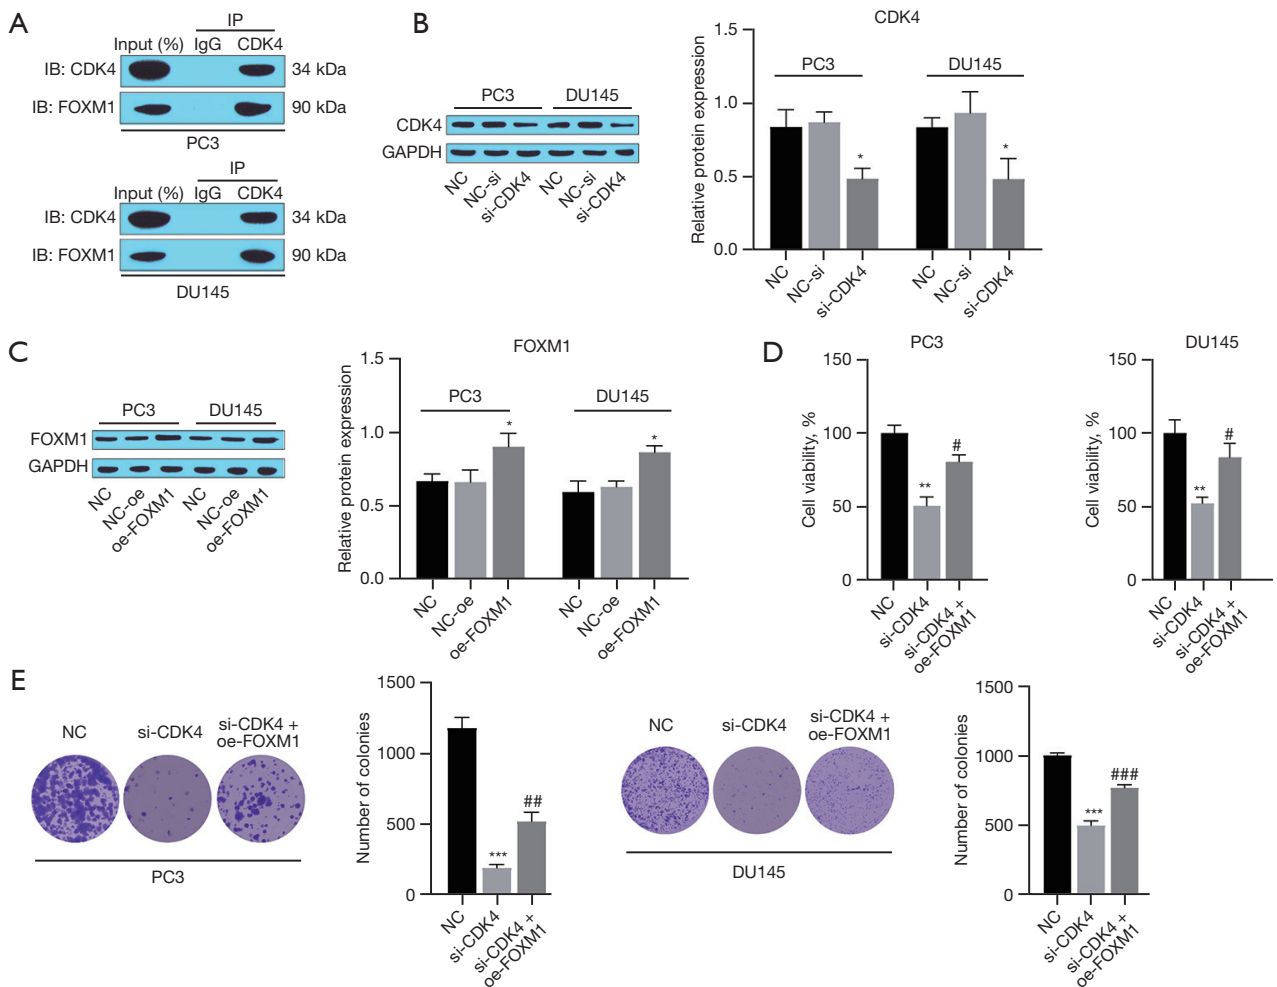 A
IP
Input (%) IgG CDK4
IB: CDK4 34 kDa
IB: FOXM1 90 kDa
PC3
IP
Input (%) IgG CDK4
IB: CDK4 34 kDa
IB: FOXM1 90 kDa
DU145
B
PC3 DU145
CDK4
GAPDH
NC NC-si si-CDK4 NC NC-si si-CDK4
CDK4
Relative protein expression
1.5
1.0
0.5
0.0
PC3 DU145
* *
NC NC-si si-CDK4 NC NC-si si-CDK4
C
PC3 DU145
FOXM1
GAPDH
NC NC-oe oe-FOXM1 NC NC-oe oe-FOXM1
FOXM1
Relative protein expression
1.5
1.0
0.5
0.0
PC3 DU145
* *
NC NC-oe oe-FOXM1 NC NC-oe oe-FOXM1
D
PC3
Cell viability, %
150
100
50
0
** #
NC si-CDK4 si-CDK4 +
oe-FOXM1
DU145
Cell viability, %
150
100
50
0
** #
NC si-CDK4 si-CDK4 +
oe-FOXM1
E
NC si-CDK4 si-CDK4 +
oe-FOXM1
PC3
Number of colonies
1500
1000
500
0
*** ##
NC si-CDK4 si-CDK4 +
oe-FOXM1
NC si-CDK4 si-CDK4 +
oe-FOXM1
DU145
Number of colonies
1500
1000
500
0
*** ###
NC si-CDK4 si-CDK4 +
oe-FOXM1